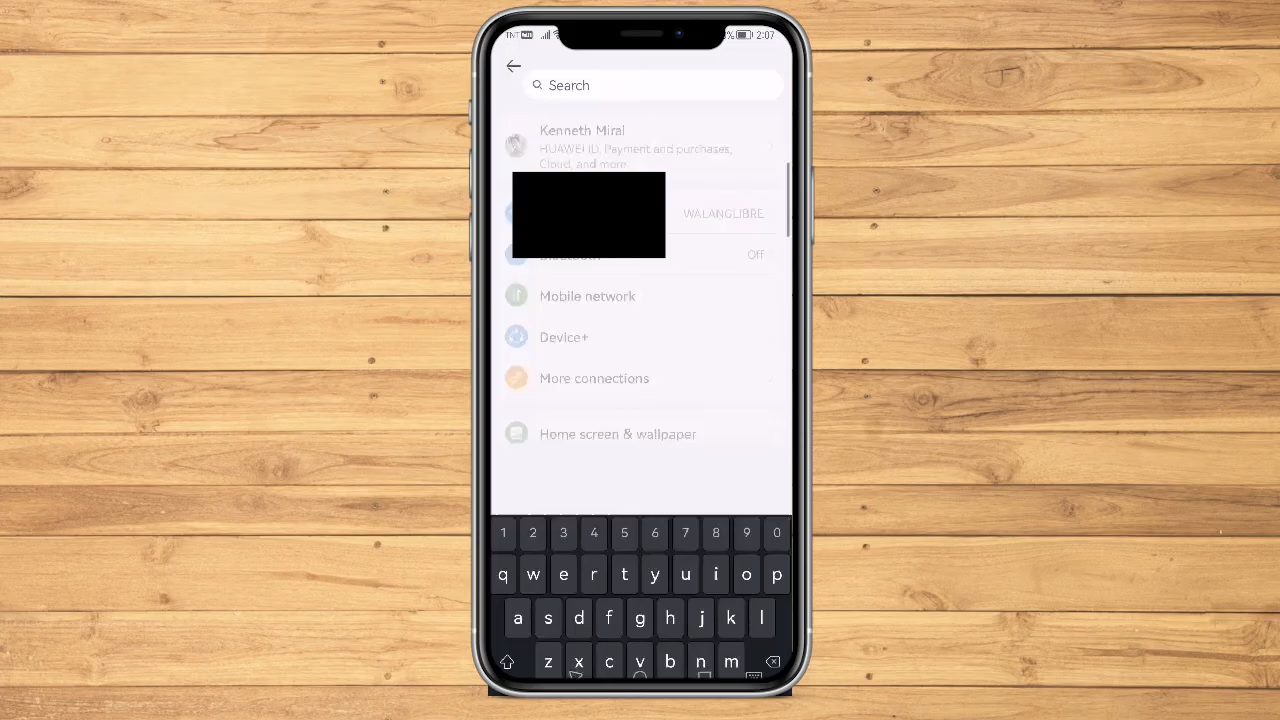 TNT
2:07
Search
Kenneth Miral
HUAWEI ID, Payment and purchases,
Cloud, and more
WALANGLIBRE
Off
Mobile network
Device+
More connections
Home screen & wallpaper
1 2 3 4 5 6 7 8 9 0
q w e r t y u i o p
a s d f g h j k l
z x c v b n m